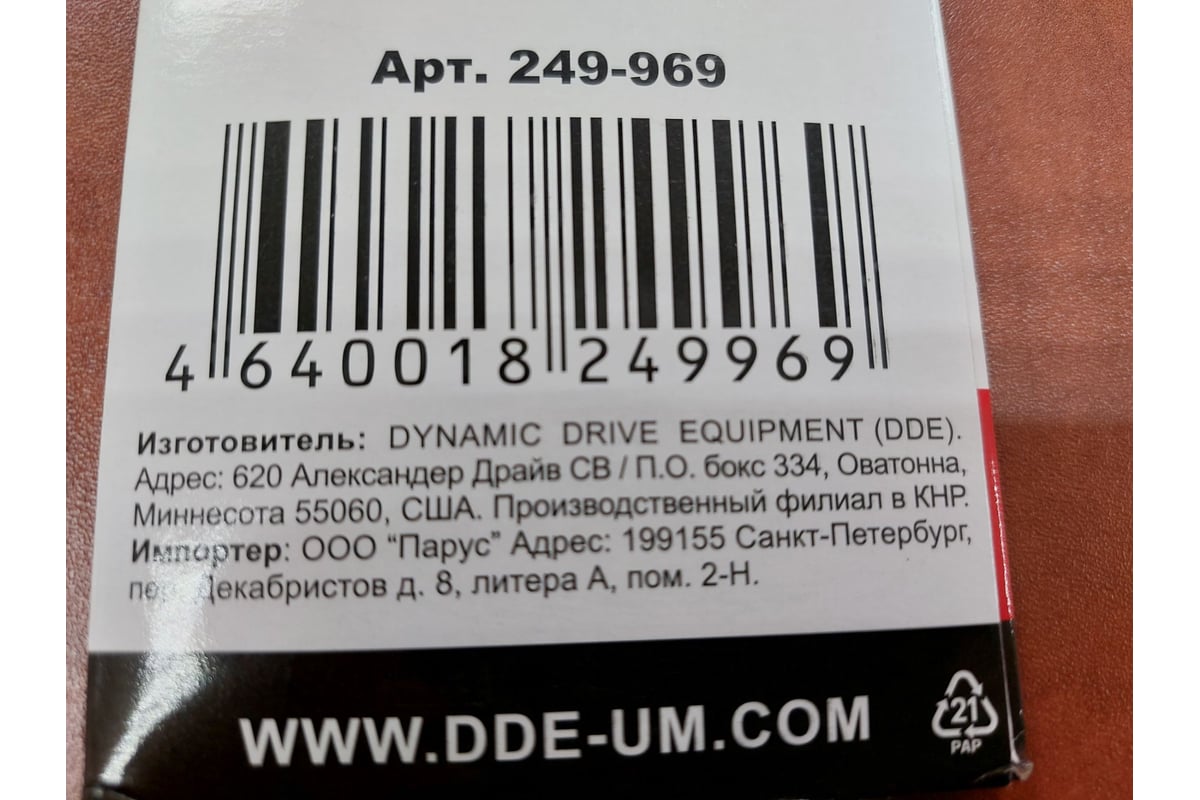 Арт. 249-969
4 640018 249969
Изготовитель: DYNAMIC DRIVE EQUIPMENT (DDE).
Адрес: 620 Александер Драйв СВ / П.О. бокс 334, Оватонна,
Миннесота 55060, США. Производственный филиал в КНР.
Импортер: ООО “Парус” Адрес: 199155 Санкт-Петербург,
пер. Декабристов д. 8, литера А, пом. 2-Н.
WWW.DDE-UM.COM
21
PAP